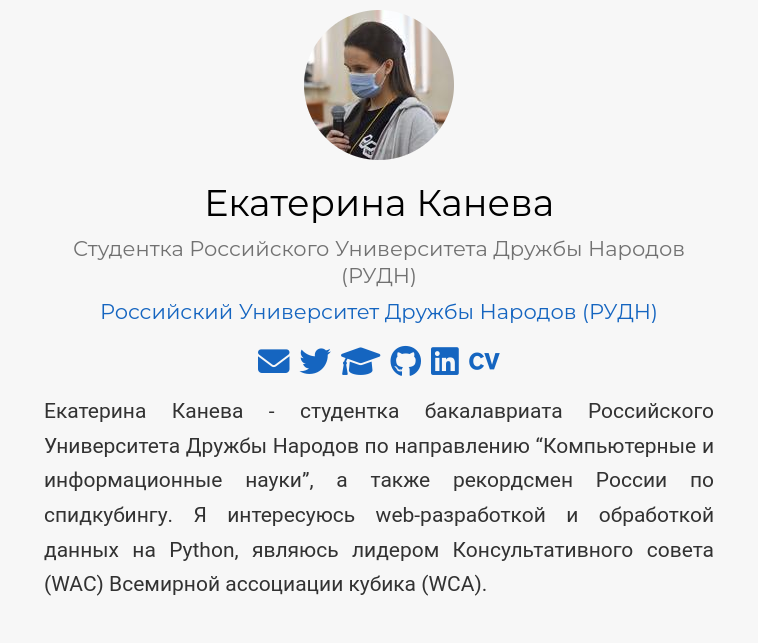 Екатерина Канева
Студентка Российского Университета Дружбы Народов
(РУДН)
Российский Университет Дружбы Народов (РУДН)
in CV
Екатерина Канева - студентка бакалавриата Российского
Университета Дружбы Народов по направлению “Компьютерные и
информационные науки”, а также рекордсмен России по
спидкубингу. Я интересуюсь web-разработкой и обработкой
данных на Python, являюсь лидером Консультативного совета
(WAC) Всемирной ассоциации кубика (WCA).